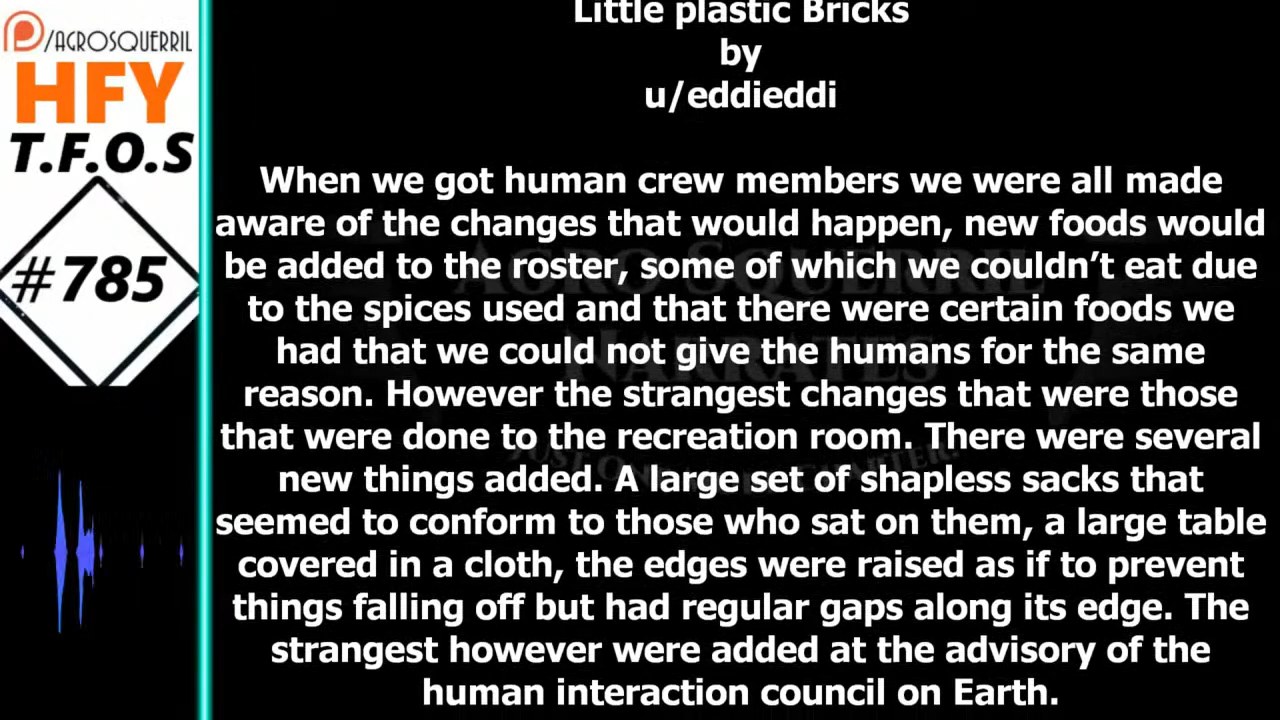 /AGROSQUERRIL
HFY
T.F.O.S
#785
Little plastic Bricks
by
u/eddieeddi
When we got human crew members we were all made
aware of the changes that would happen, new foods would
be added to the roster, some of which we couldn’t eat due
to the spices used and that there were certain foods we
had that we could not give the humans for the same
reason. However the strangest changes that were those
that were done to the recreation room. There were several
new things added. A large set of shapless sacks that
seemed to conform to those who sat on them, a large table
covered in a cloth, the edges were raised as if to prevent
things falling off but had regular gaps along its edge. The
strangest however were added at the advisory of the
human interaction council on Earth.
AGRO SQUERRIL
NARRATES